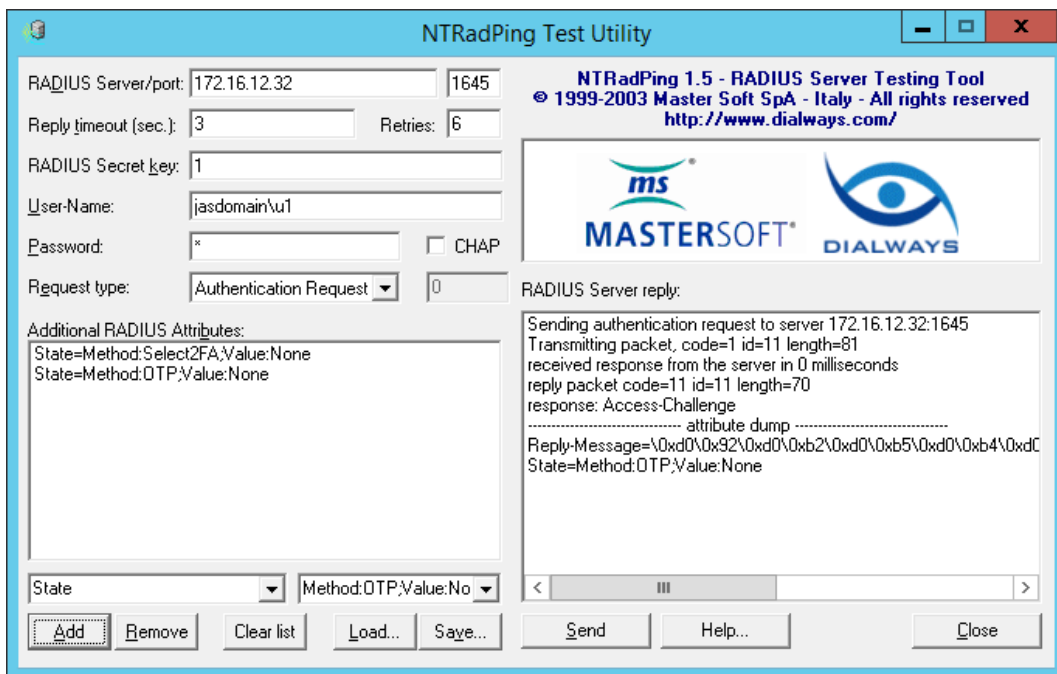 NTRadPing Test Utility
RADIUS Server/port: 172.16.12.32 1645
Reply timeout (sec.): 3 Retries: 6
RADIUS Secret key: 1
User-Name: jasdomain\u1
Password: * CHAP
Request type: Authentication Request 0
Additional RADIUS Attributes:
State=Method:Select2FA;Value:None
State=Method:OTP;Value:None
State Method:OTP;Value:No
Add Remove Clear list Load... Save...
NTRadPing 1.5 - RADIUS Server Testing Tool
© 1999-2003 Master Soft SpA - Italy - All rights reserved
http://www.dialways.com/
ms
MASTERSOFT
DIALWAYS
RADIUS Server reply:
Sending authentication request to server 172.16.12.32:1645
Transmitting packet, code=1 id=11 length=81
received response from the server in 0 milliseconds
reply packet code=11 id=11 length=70
response: Access-Challenge
-------------------------------- attribute dump --------------------------------
Reply-Message=\0xd0\0x92\0xd0\0xb2\0xd0\0xb5\0xd0\0xb4\0xd0
State=Method:OTP;Value:None
Send Help... Close